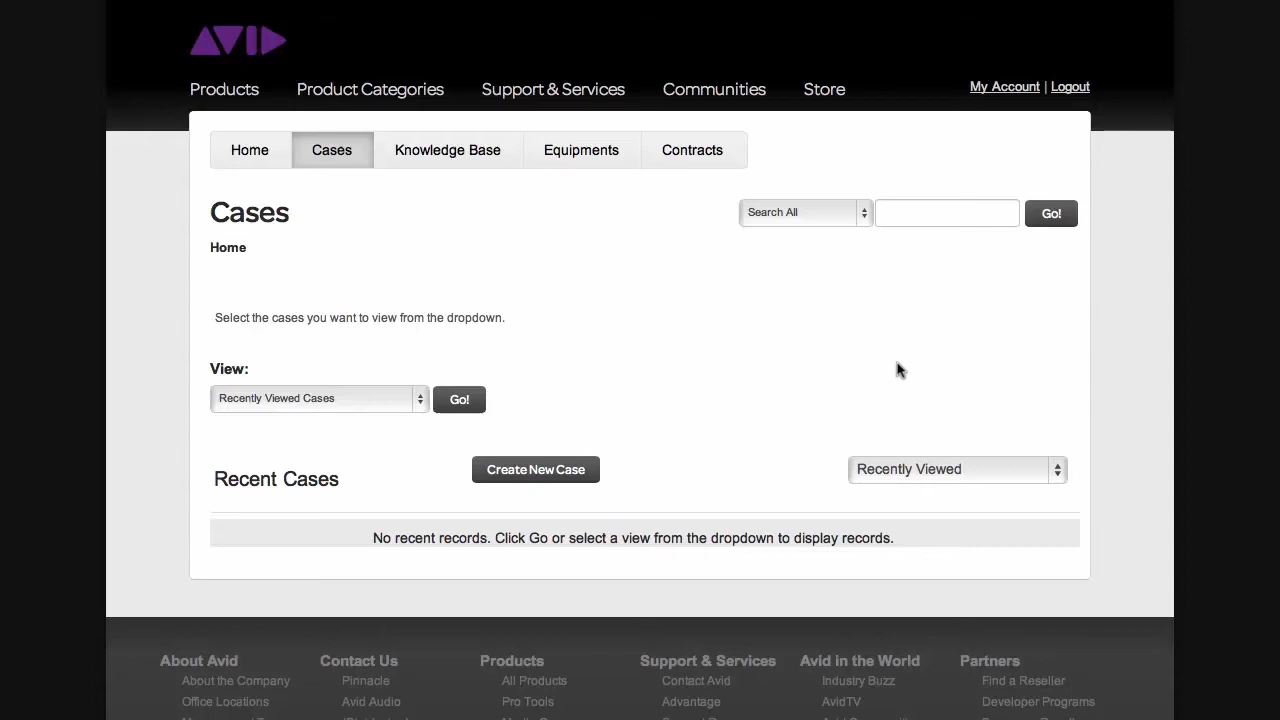 AVID
Products Product Categories Support & Services Communities Store My Account | Logout
Home Cases Knowledge Base Equipments Contracts
Cases Search All Go!
Home
Select the cases you want to view from the dropdown.
View:
Recently Viewed Cases Go!
Recent Cases Create New Case Recently Viewed
No recent records. Click Go or select a view from the dropdown to display records.
About Avid Contact Us Products Support & Services Avid in the World Partners
About the Company Pinnacle All Products Contact Avid Industry Buzz Find a Reseller
Office Locations Avid Audio Pro Tools Advantage AvidTV Developer Programs